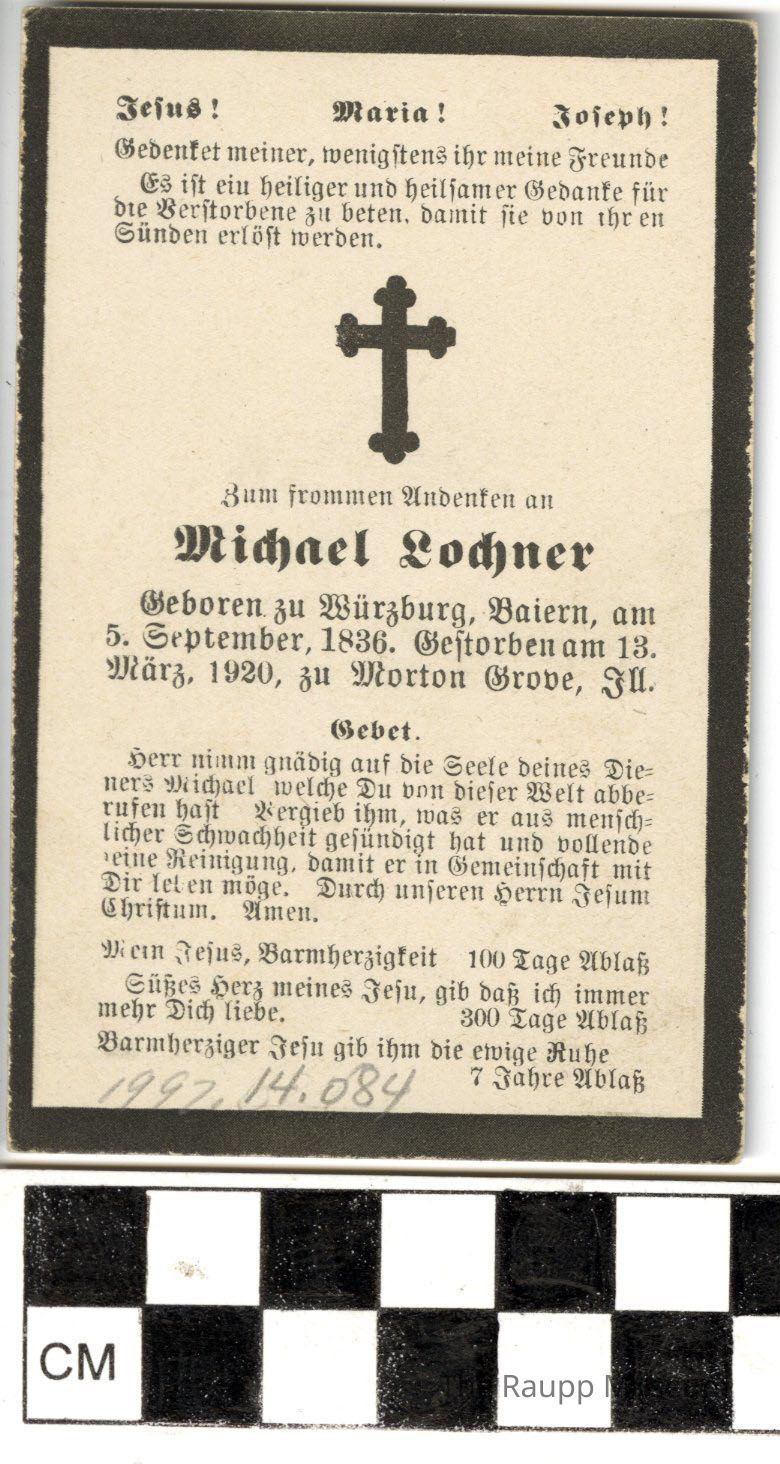 Jesus! Maria! Joseph!
Gedenket meiner, wenigstens ihr meine Freunde
Es ist ein heiliger und heilsamer Gedanke für
die Verstorbene zu beten, damit sie von ihren
Sünden erlöst werden.
Zum frommen Andenken an
Michael Lochner
Geboren zu Würzburg, Baiern, am
5. September, 1836. Gestorben am 13.
März, 1920, zu Morton Grove, Ill.
Gebet.
Herr nimm gnädig auf die Seele deines Die-
ners Michael welche Du von dieser Welt abbe-
rufen hast Vergieb ihm, was er aus mensch-
licher Schwachheit gesündigt hat und vollende
seine Reinigung, damit er in Gemeinschaft mit
Dir leben möge. Durch unseren Herrn Jesum
Christum. Amen.
Mein Jesus, Barmherzigkeit 100 Tage Ablaß
Süßes Herz meines Jesu, gib daß ich immer
mehr Dich liebe. 300 Tage Ablaß
Barmherziger Jesu gib ihm die ewige Ruhe
7 Jahre Ablaß
1997.14.084
CM
The Raupp Museum